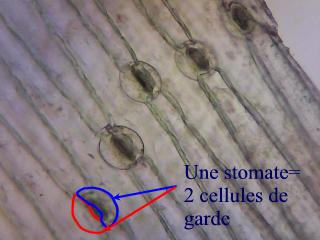 Une stomate=
2 cellules de
garde